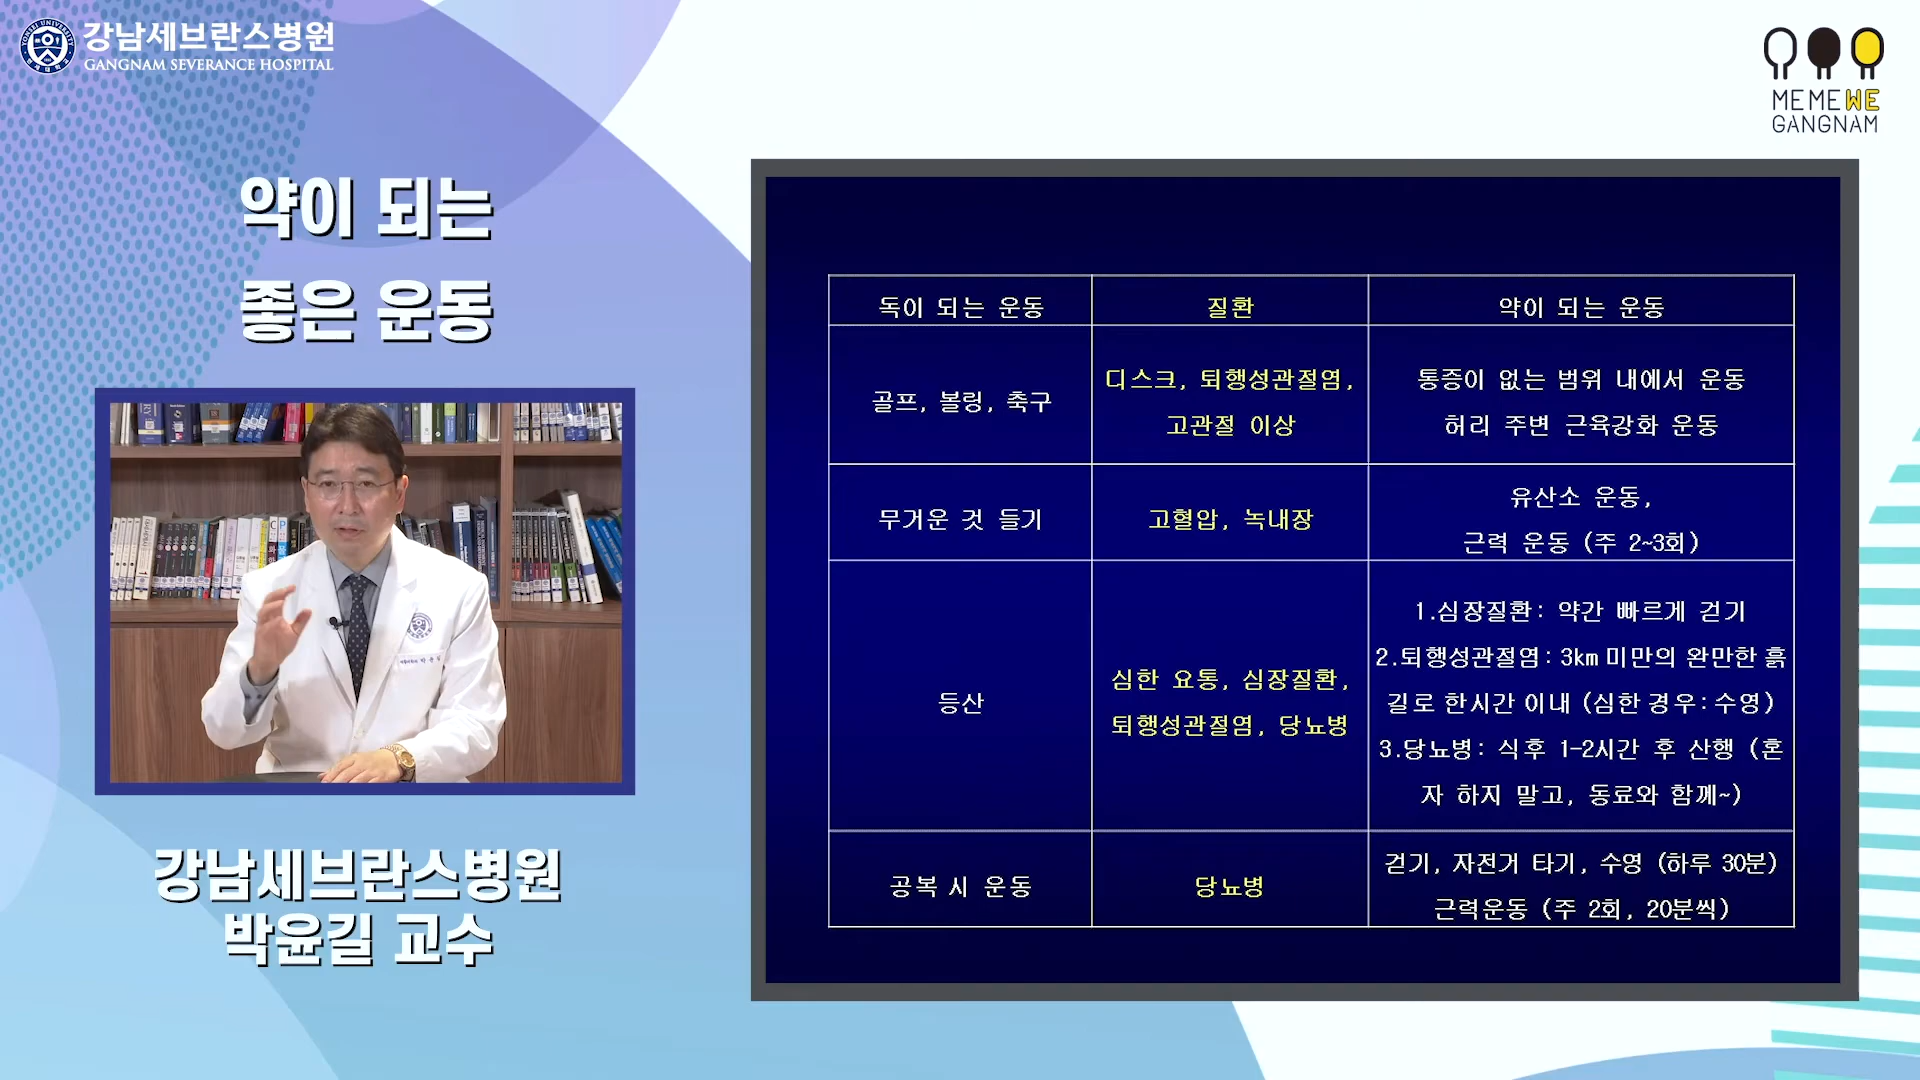 강남세브란스병원
GANGNAM SEVERANCE HOSPITAL
MEMEWE
GANGNAM
약이 되는
좋은 운동
강남세브란스병원
박윤길 교수
독이 되는 운동
질환
약이 되는 운동
골프, 볼링, 축구
디스크, 퇴행성관절염,
고관절 이상
통증이 없는 범위 내에서 운동
허리 주변 근육강화 운동
무거운 것 들기
고혈압, 녹내장
유산소 운동,
근력 운동 (주 2~3회)
등산
심한 요통, 심장질환,
퇴행성관절염, 당뇨병
1.심장질환: 약간 빠르게 걷기
2.퇴행성관절염: 3km 미만의 완만한 흙
길로 한시간 이내 (심한 경우:수영)
3.당뇨병: 식후 1-2시간 후 산행 (혼
자 하지 말고, 동료와 함께~)
공복 시 운동
당뇨병
걷기, 자전거 타기, 수영 (하루 30분)
근력운동 (주 2회, 20분씩)